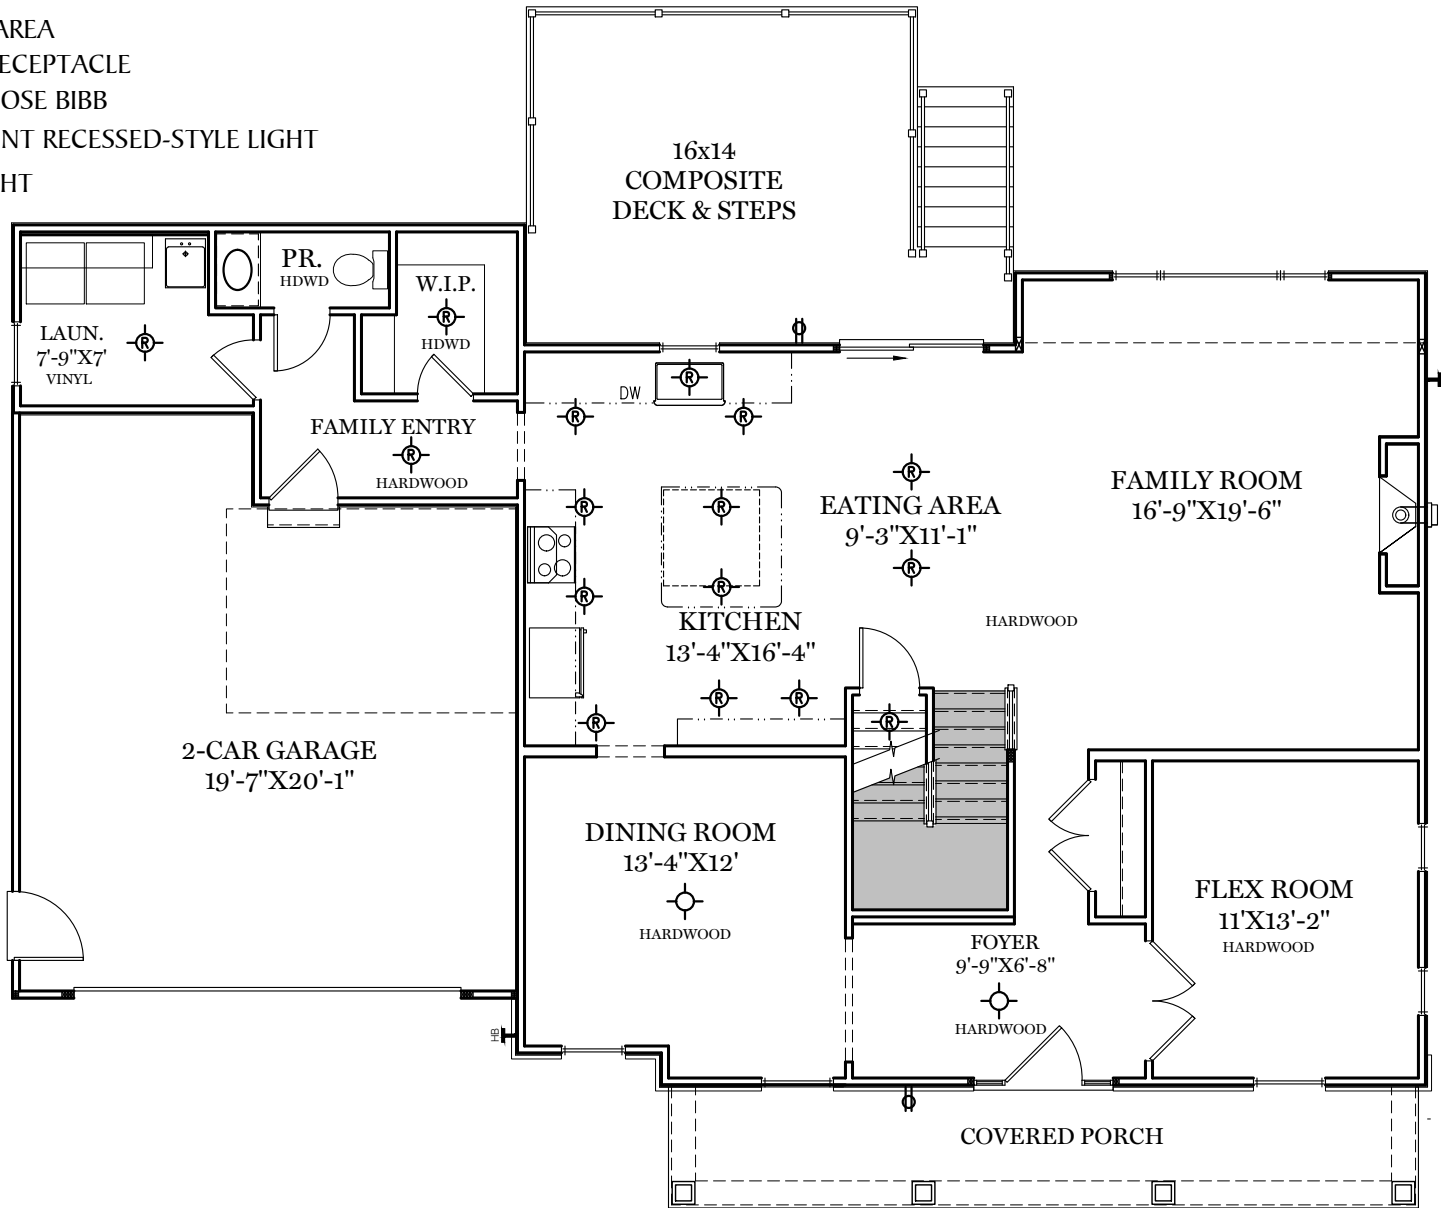 AREA
ECEPTACLE
OSE BIBB
NT RECESSED-STYLE LIGHT
HT
16x14
COMPOSITE
DECK & STEPS
PR.
HDWD
W.I.P.
R
HDWD
LAUN.
7'-9"X7'
VINYL
R
R
DW
R
R
FAMILY ENTRY
R
HARDWOOD
R
EATING AREA
9'-3"X11'-1"
R
FAMILY ROOM
16'-9"X19'-6"
HARDWOOD
R
R
R
R
KITCHEN
13'-4"X16'-4"
R
R
R
R
2-CAR GARAGE
19'-7"X20'-1"
DINING ROOM
13'-4"X12'
HARDWOOD
FLEX ROOM
11'X13'-2"
HARDWOOD
FOYER
9'-9"X6'-8"
HARDWOOD
HB
COVERED PORCH